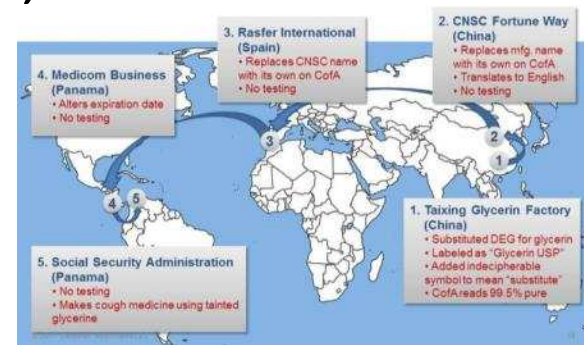 3. Rasfer International
(Spain)
• Replaces CNSC name
with its own on CofA
• No testing
2. CNSC Fortune Way
(China)
• Replaces mfg. name
with its own on CofA
• Translates to English
• No testing
4. Medicom Business
(Panama)
• Alters expiration date
• No testing
3
2
1
4
5
1. Taixing Glycerin Factory
(China)
• Substituted DEG for glycerin
• Labeled as “Glycerin USP”
• Added indecipherable
symbol to mean “substitute”
• CofA reads 99.5% pure
5. Social Security Administration
(Panama)
• No testing
• Makes cough medicine using tainted
glycerine